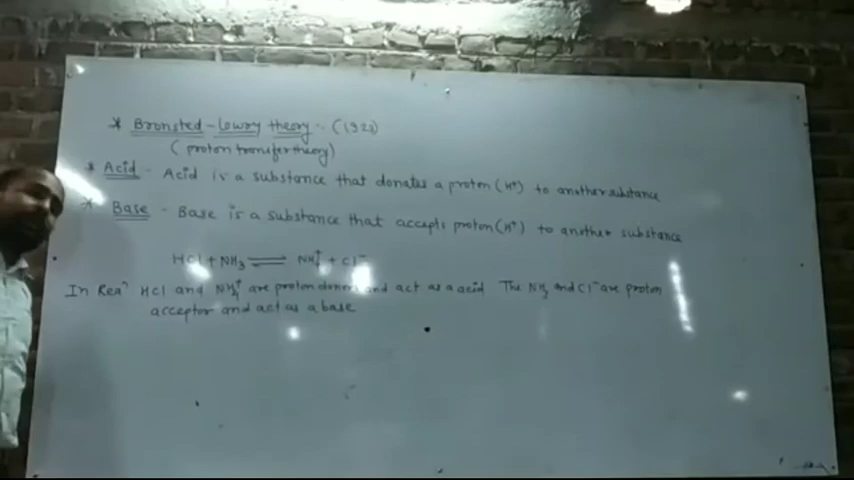 * Bronsted-Lowry theory - (1923)
(proton transfer theory)
* Acid - Acid is a substance that donates a proton (H⁺) to another substance
* Base - Base is a substance that accepts proton (H⁺) to another substance
HCl + NH₃ ⇌ NH₄⁺ + Cl⁻
In Reaⁿ HCl and NH₄⁺ are proton donors and act as a acid The NH₃ and Cl⁻ are proton
acceptor and act as a base